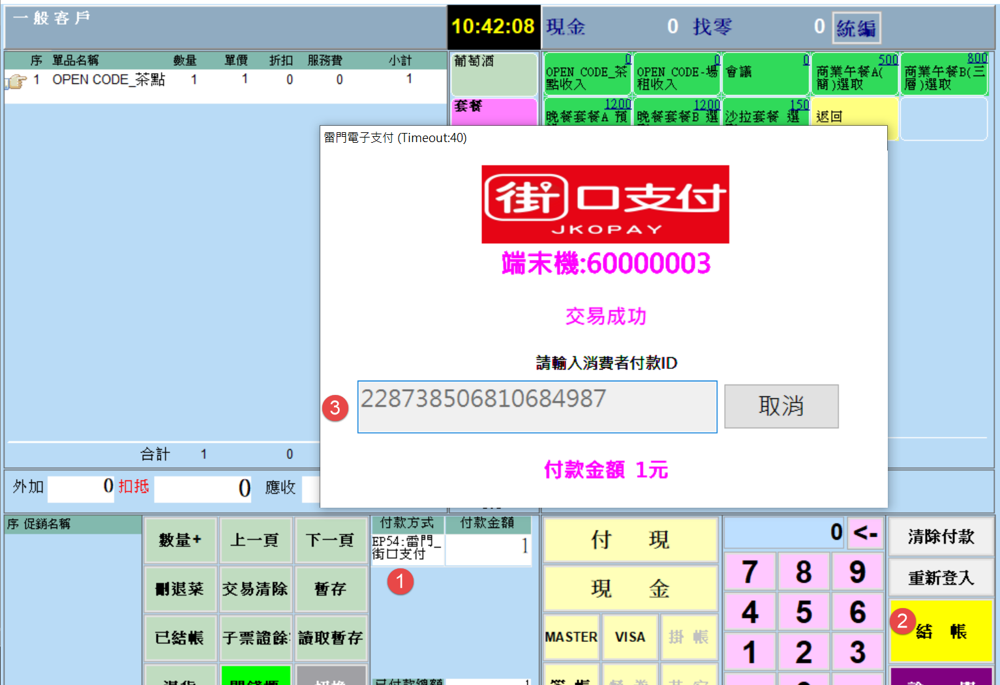 一般客戶
10:42:08
現金 0 找零 0 統編
序 單品名稱 數量 單價 折扣 服務費 小計
1 OPEN CODE_茶點 1 1 0 0 1
葡萄酒
套餐
0
OPEN CODE_茶點收入
0
OPEN CODE-場租收入
0
會議
500
商業午餐A(簡)選取
800
商業午餐B(三層)選取
1200
晚餐套餐A 預
1200
晚餐套餐B 選
150
沙拉套餐 選
返回
雷門電子支付 (Timeout:40)
街口支付
JKOPAY
端末機:60000003
交易成功
請輸入消費者付款ID
3
228738506810684987
取消
付款金額 1元
合計 1 0
外加 0 扣抵 0 應收
序 促銷名稱
數量+ 上一頁 下一頁
刪退菜 交易清除 暫存
已結帳 子票證餘 讀取暫存
付款方式 付款金額
EP54:雷門_街口支付 1
1
已付款總額 1
付 現
現 金
MASTER VISA 掛 帳
0 <-
7 8 9
4 5 6
1 2 3
清除付款
重新登入
2
結 帳